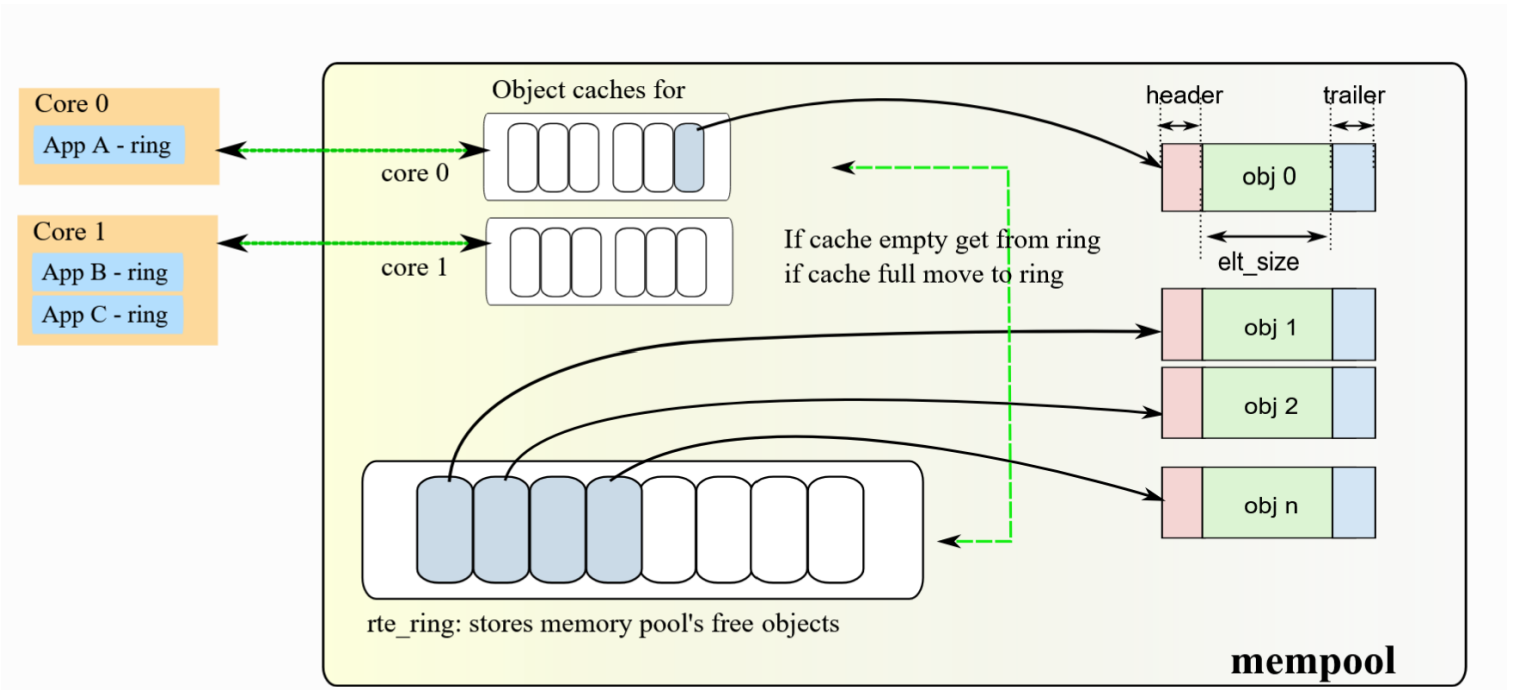 Core 0
App A - ring
Core 1
App B - ring
App C - ring
Object caches for
core 0
core 1
If cache empty get from ring
if cache full move to ring
header
trailer
obj 0
elt_size
obj 1
obj 2
obj n
rte_ring: stores memory pool's free objects
mempool